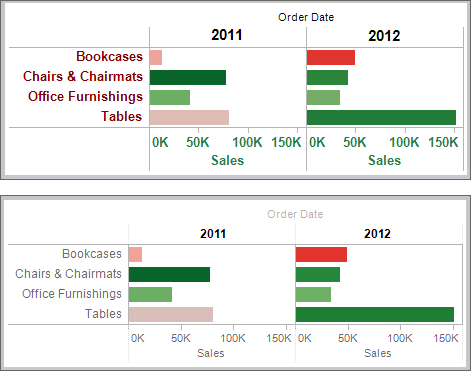 Order Date
2011 2012
Bookcases
Chairs & Chairmats
Office Furnishings
Tables
0K 50K 100K 150K 0K 50K 100K 150K
Sales Sales
Order Date
2011 2012
Bookcases
Chairs & Chairmats
Office Furnishings
Tables
0K 50K 100K 150K 0K 50K 100K 150K
Sales Sales